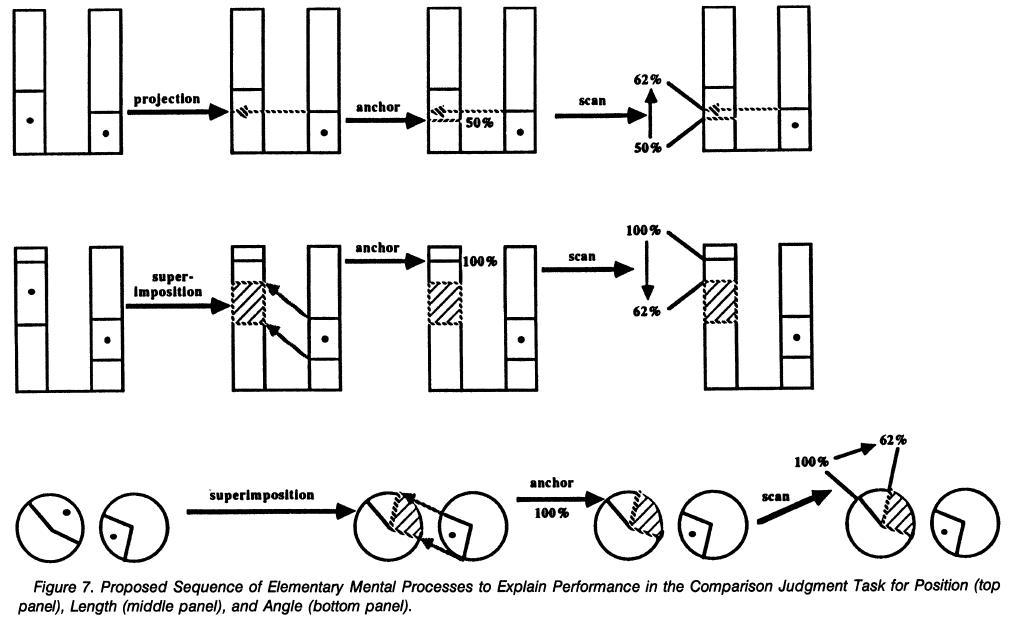 projection
anchor
50%
scan
62%
50%
super-
imposition
anchor
100%
scan
100%
62%
superimposition
anchor
100%
scan
100%
62%
Figure 7. Proposed Sequence of Elementary Mental Processes to Explain Performance in the Comparison Judgment Task for Position (top
panel), Length (middle panel), and Angle (bottom panel).